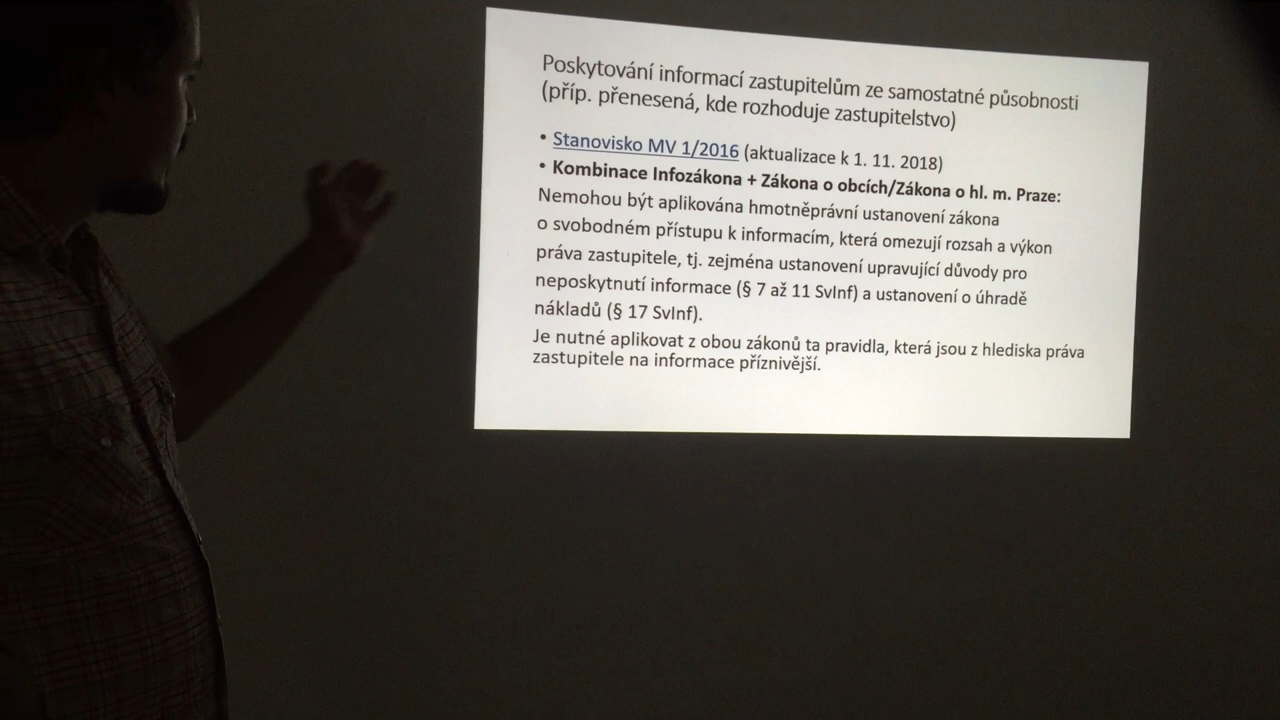 Poskytování informací zastupitelům ze samostatné působnosti
(příp. přenesená, kde rozhoduje zastupitelstvo)
• Stanovisko MV 1/2016 (aktualizace k 1. 11. 2018)
• Kombinace Infozákona + Zákona o obcích/Zákona o hl. m. Praze:
Nemohou být aplikována hmotněprávní ustanovení zákona
o svobodném přístupu k informacím, která omezují rozsah a výkon
práva zastupitele, tj. zejména ustanovení upravující důvody pro
neposkytnutí informace (§ 7 až 11 SvInf) a ustanovení o úhradě
nákladů (§ 17 SvInf).
Je nutné aplikovat z obou zákonů ta pravidla, která jsou z hlediska práva
zastupitele na informace příznivější.